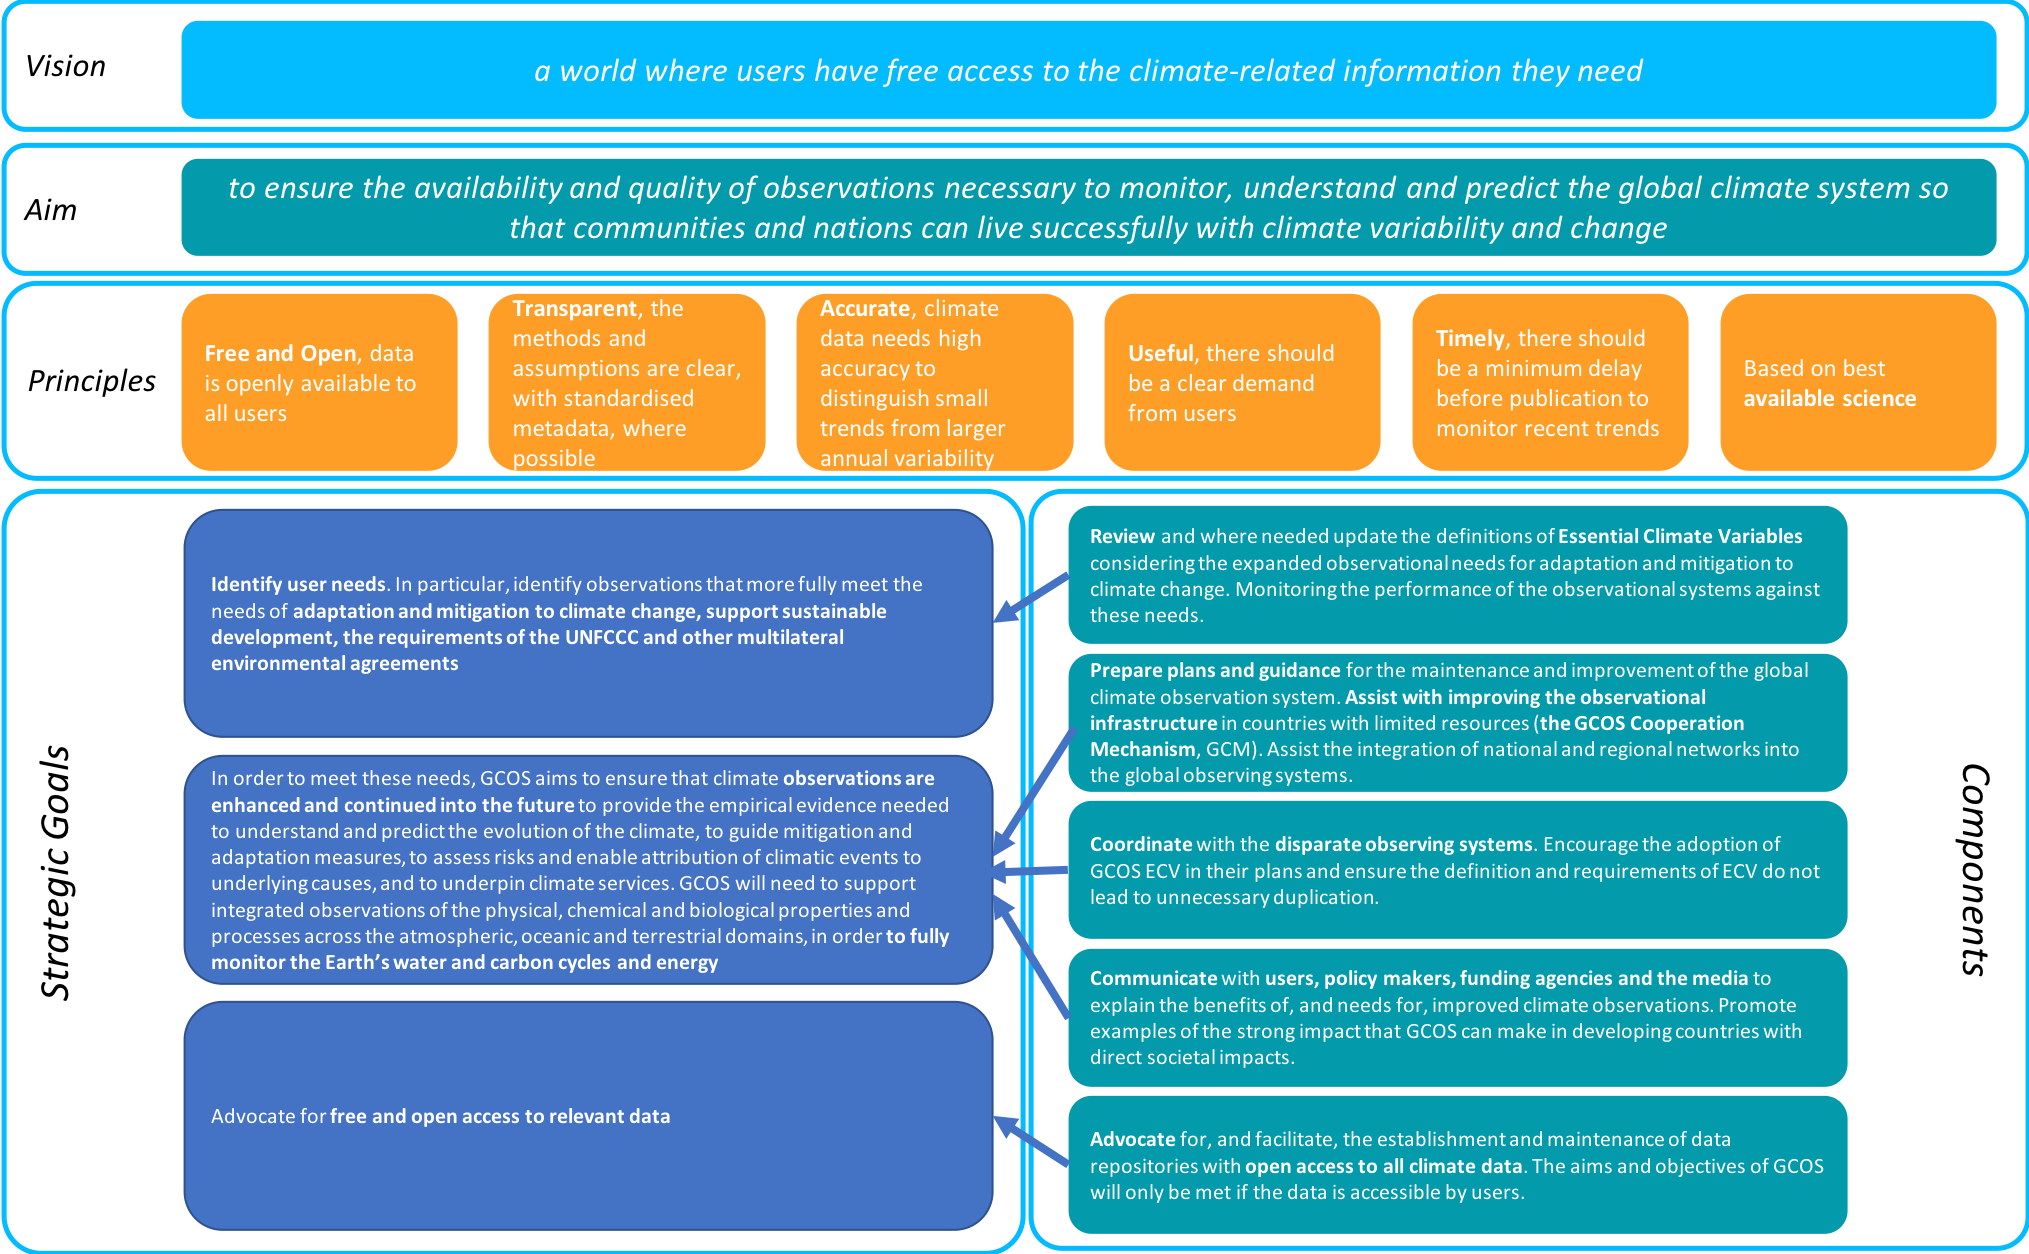 Vision
a world where users have free access to the climate-related information they need
Aim
to ensure the availability and quality of observations necessary to monitor, understand and predict the global climate system so
that communities and nations can live successfully with climate variability and change
Principles
Free and Open, data
is openly available to
all users
Transparent, the
methods and
assumptions are clear,
with standardised
metadata, where
possible
Accurate, climate
data needs high
accuracy to
distinguish small
trends from larger
annual variability
Useful, there should
be a clear demand
from users
Timely, there should
be a minimum delay
before publication to
monitor recent trends
Based on best
available science
Strategic Goals
Identify user needs. In particular, identify observations that more fully meet the
needs of adaptation and mitigation to climate change, support sustainable
development, the requirements of the UNFCCC and other multilateral
environmental agreements
In order to meet these needs, GCOS aims to ensure that climate observations are
enhanced and continued into the future to provide the empirical evidence needed
to understand and predict the evolution of the climate, to guide mitigation and
adaptation measures, to assess risks and enable attribution of climatic events to
underlying causes, and to underpin climate services. GCOS will need to support
integrated observations of the physical, chemical and biological properties and
processes across the atmospheric, oceanic and terrestrial domains, in order to fully
monitor the Earth's water and carbon cycles and energy
Advocate for free and open access to relevant data
Components
Review and where needed update the definitions of Essential Climate Variables
considering the expanded observational needs for adaptation and mitigation to
climate change. Monitoring the performance of the observational systems against
these needs.
Prepare plans and guidance for the maintenance and improvement of the global
climate observation system. Assist with improving the observational
infrastructure in countries with limited resources (the GCOS Cooperation
Mechanism, GCM). Assist the integration of national and regional networks into
the global observing systems.
Coordinate with the disparate observing systems. Encourage the adoption of
GCOS ECV in their plans and ensure the definition and requirements of ECV do not
lead to unnecessary duplication.
Communicate with users, policy makers, funding agencies and the media to
explain the benefits of, and needs for, improved climate observations. Promote
examples of the strong impact that GCOS can make in developing countries with
direct societal impacts.
Advocate for, and facilitate, the establishment and maintenance of data
repositories with open access to all climate data. The aims and objectives of GCOS
will only be met if the data is accessible by users.